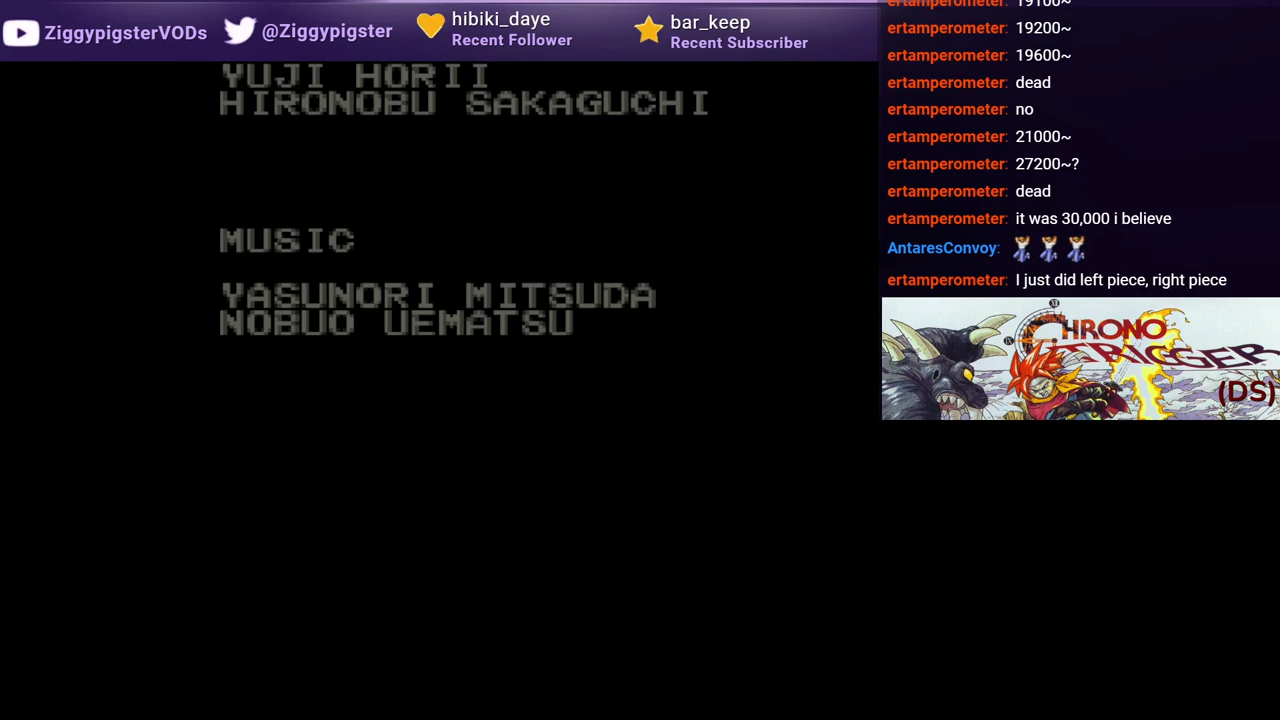 ZiggypigsterVODs
@Ziggypigster
hibiki_daye
Recent Follower
bar_keep
Recent Subscriber
YUJI HORII
HIRONOBU SAKAGUCHI
MUSIC
YASUNORI MITSUDA
NOBUO UEMATSU
19100~
ertamperometer: 19200~
ertamperometer: 19600~
ertamperometer: dead
ertamperometer: no
ertamperometer: 21000~
ertamperometer: 27200~?
ertamperometer: dead
ertamperometer: it was 30,000 i believe
AntaresConvoy:
ertamperometer: I just did left piece, right piece
CHRONO
TRIGGER
(DS)